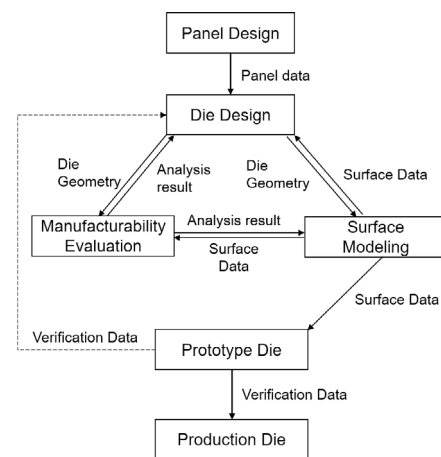 Panel Design
Panel data
Die Design
Die
Geometry
Analysis
result
Die
Geometry
Surface Data
Manufacturability
Evaluation
Analysis result
Surface
Data
Surface
Modeling
Surface Data
Verification Data
Prototype Die
Verification Data
Production Die